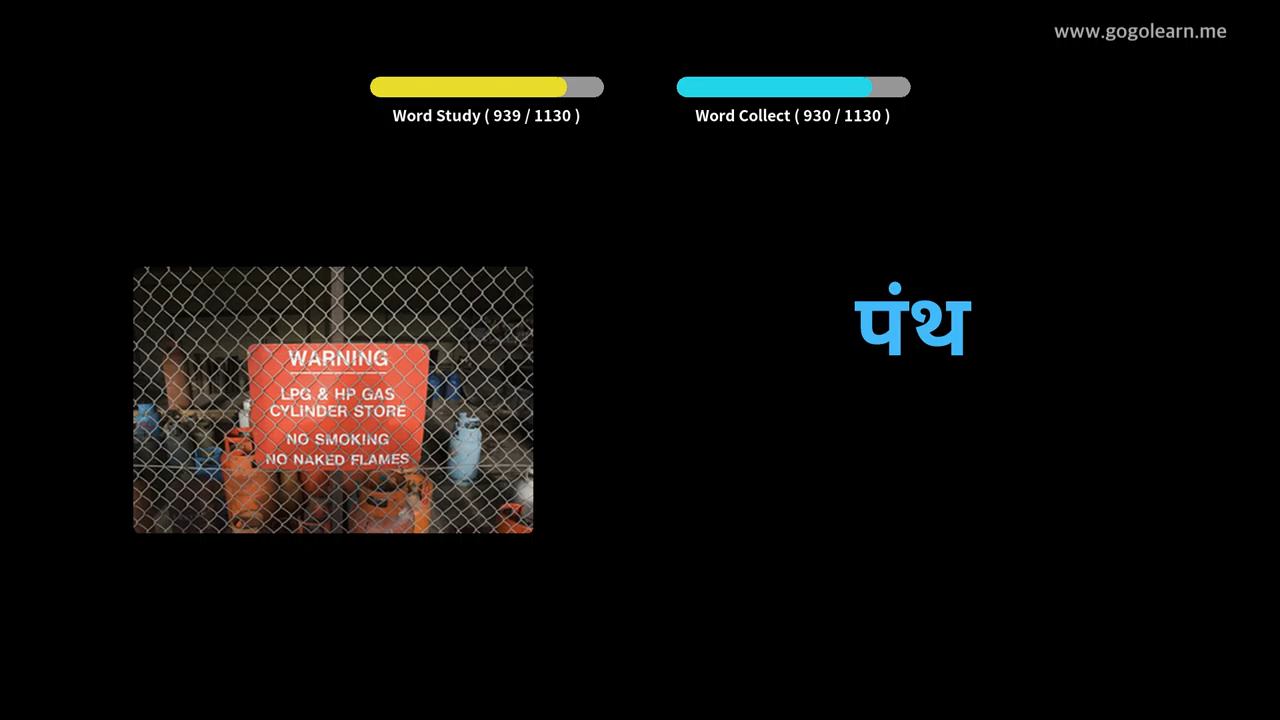 www.gogolearn.me
Word Study ( 939 / 1130 )
Word Collect ( 930 / 1130 )
पंथ
WARNING
LPG & HP GAS
CYLINDER STORE
NO SMOKING
NO NAKED FLAMES